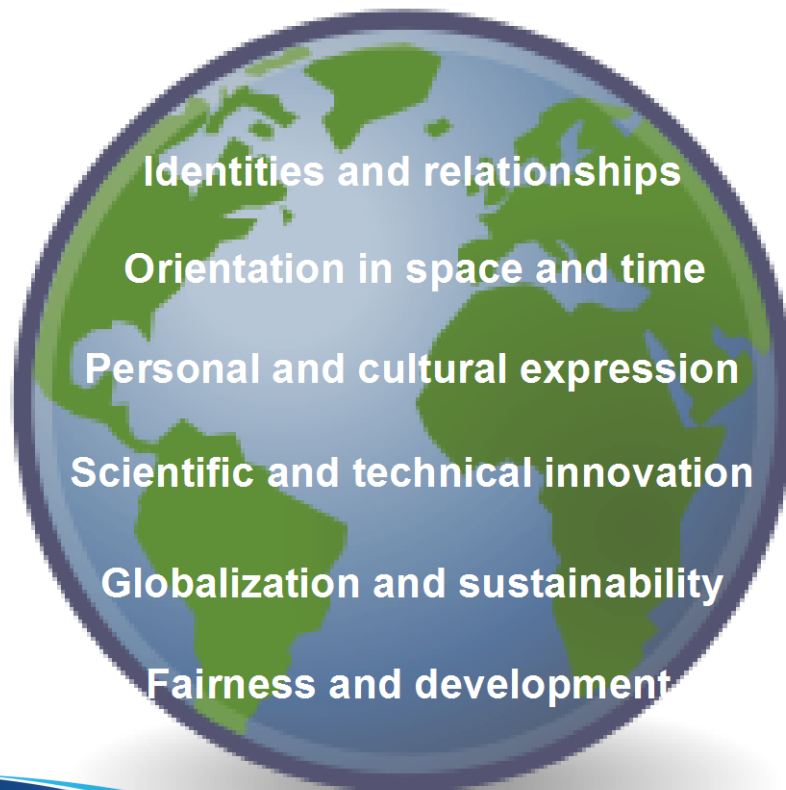 Identities and relationships
Orientation in space and time
Personal and cultural expression
Scientific and technical innovation
Globalization and sustainability
Fairness and development